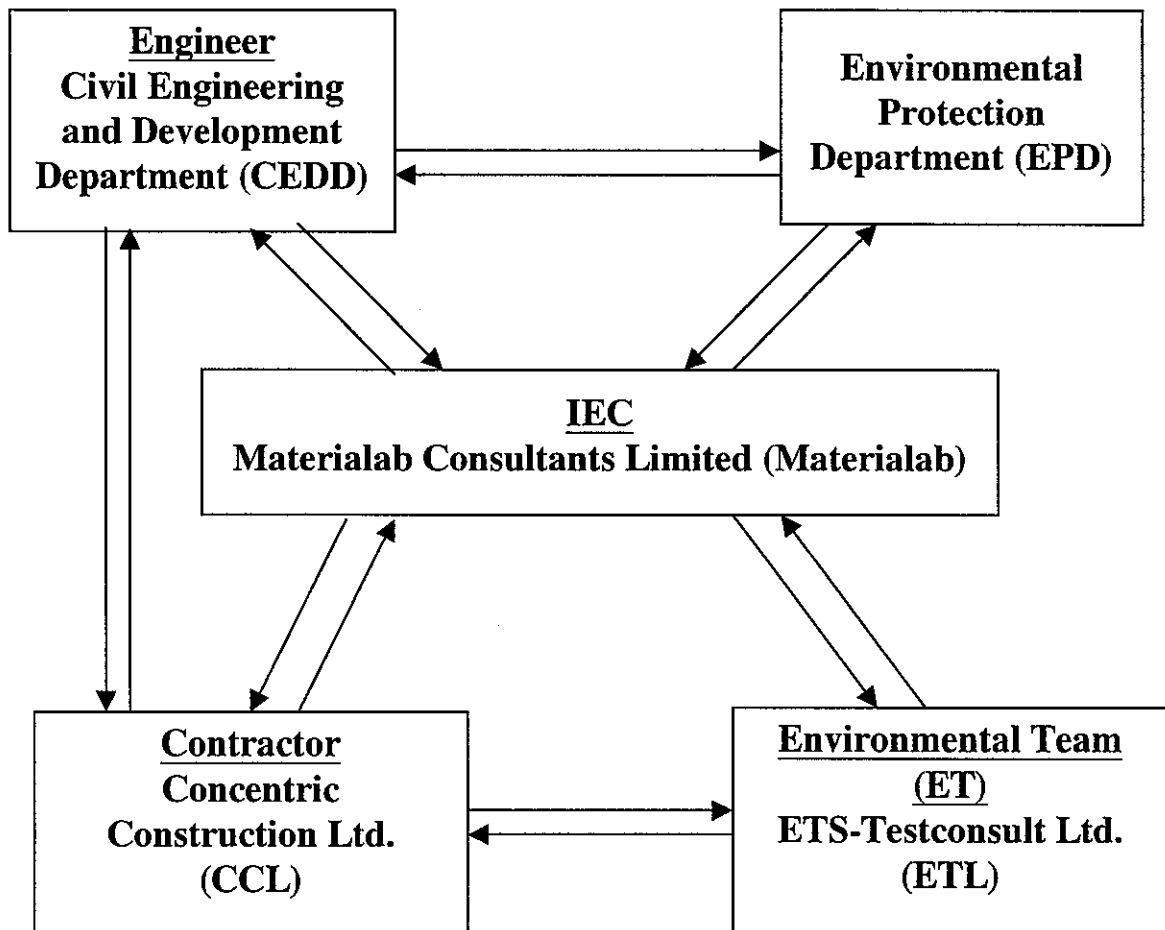 Engineer
Civil Engineering
and Development
Department (CEDD)
Environmental
Protection
Department (EPD)
IEC
Materialab Consultants Limited (Materialab)
Contractor
Concentric
Construction Ltd.
(CCL)
Environmental Team
(ET)
ETS-Testconsult Ltd.
(ETL)